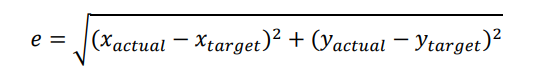 e = √((x_actual − x_target)² + (y_actual − y_target)²)